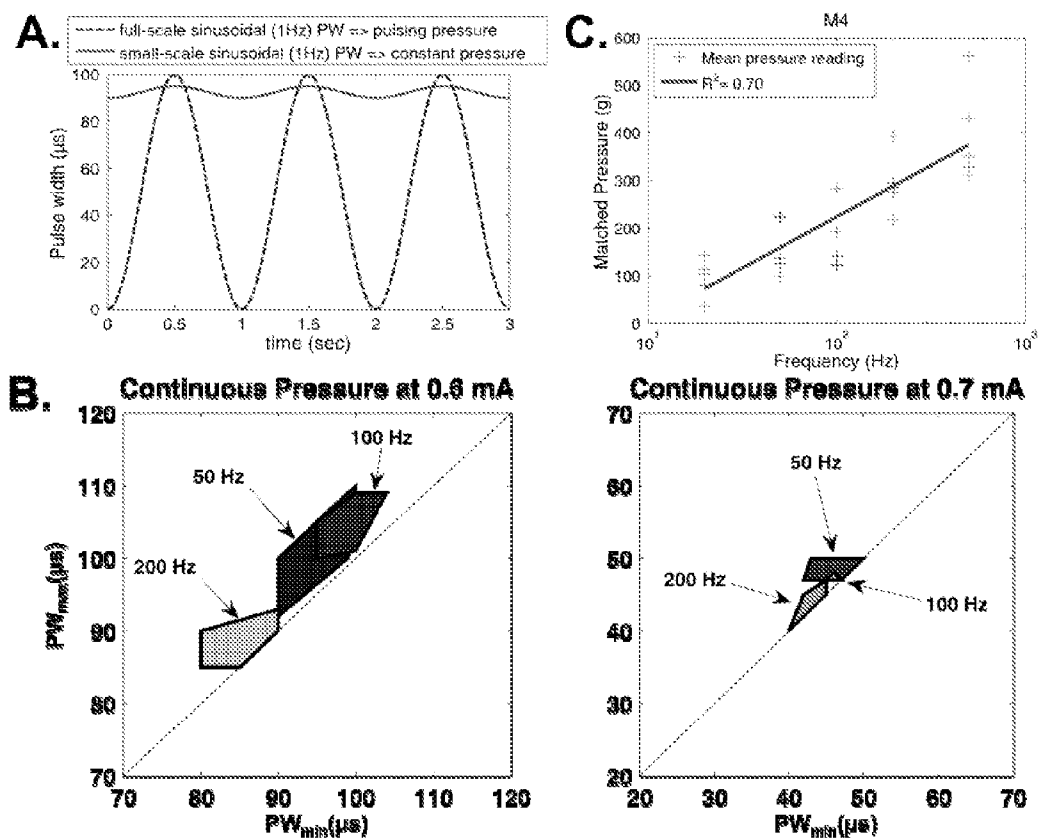 A.
full-scale sinusoidal (1Hz) PW => pulsing pressure
small-scale sinusoidal (1Hz) PW => constant pressure
100
80
60
40
20
0
Pulse width (µs)
0 0.5 1 1.5 2 2.5 3
time (sec)
C.
M4
600
500
400
300
200
100
0
Matched Pressure (g)
Mean pressure reading
R²= 0.70
10¹ 10² 10³
Frequency (Hz)
B.
Continuous Pressure at 0.6 mA
120
110
100
90
80
70
PWmax(µs)
100 Hz
50 Hz
200 Hz
70 80 90 100 110 120
PWmin(µs)
Continuous Pressure at 0.7 mA
70
60
50
40
30
20
50 Hz
200 Hz
100 Hz
20 30 40 50 60 70
PWmin(µs)